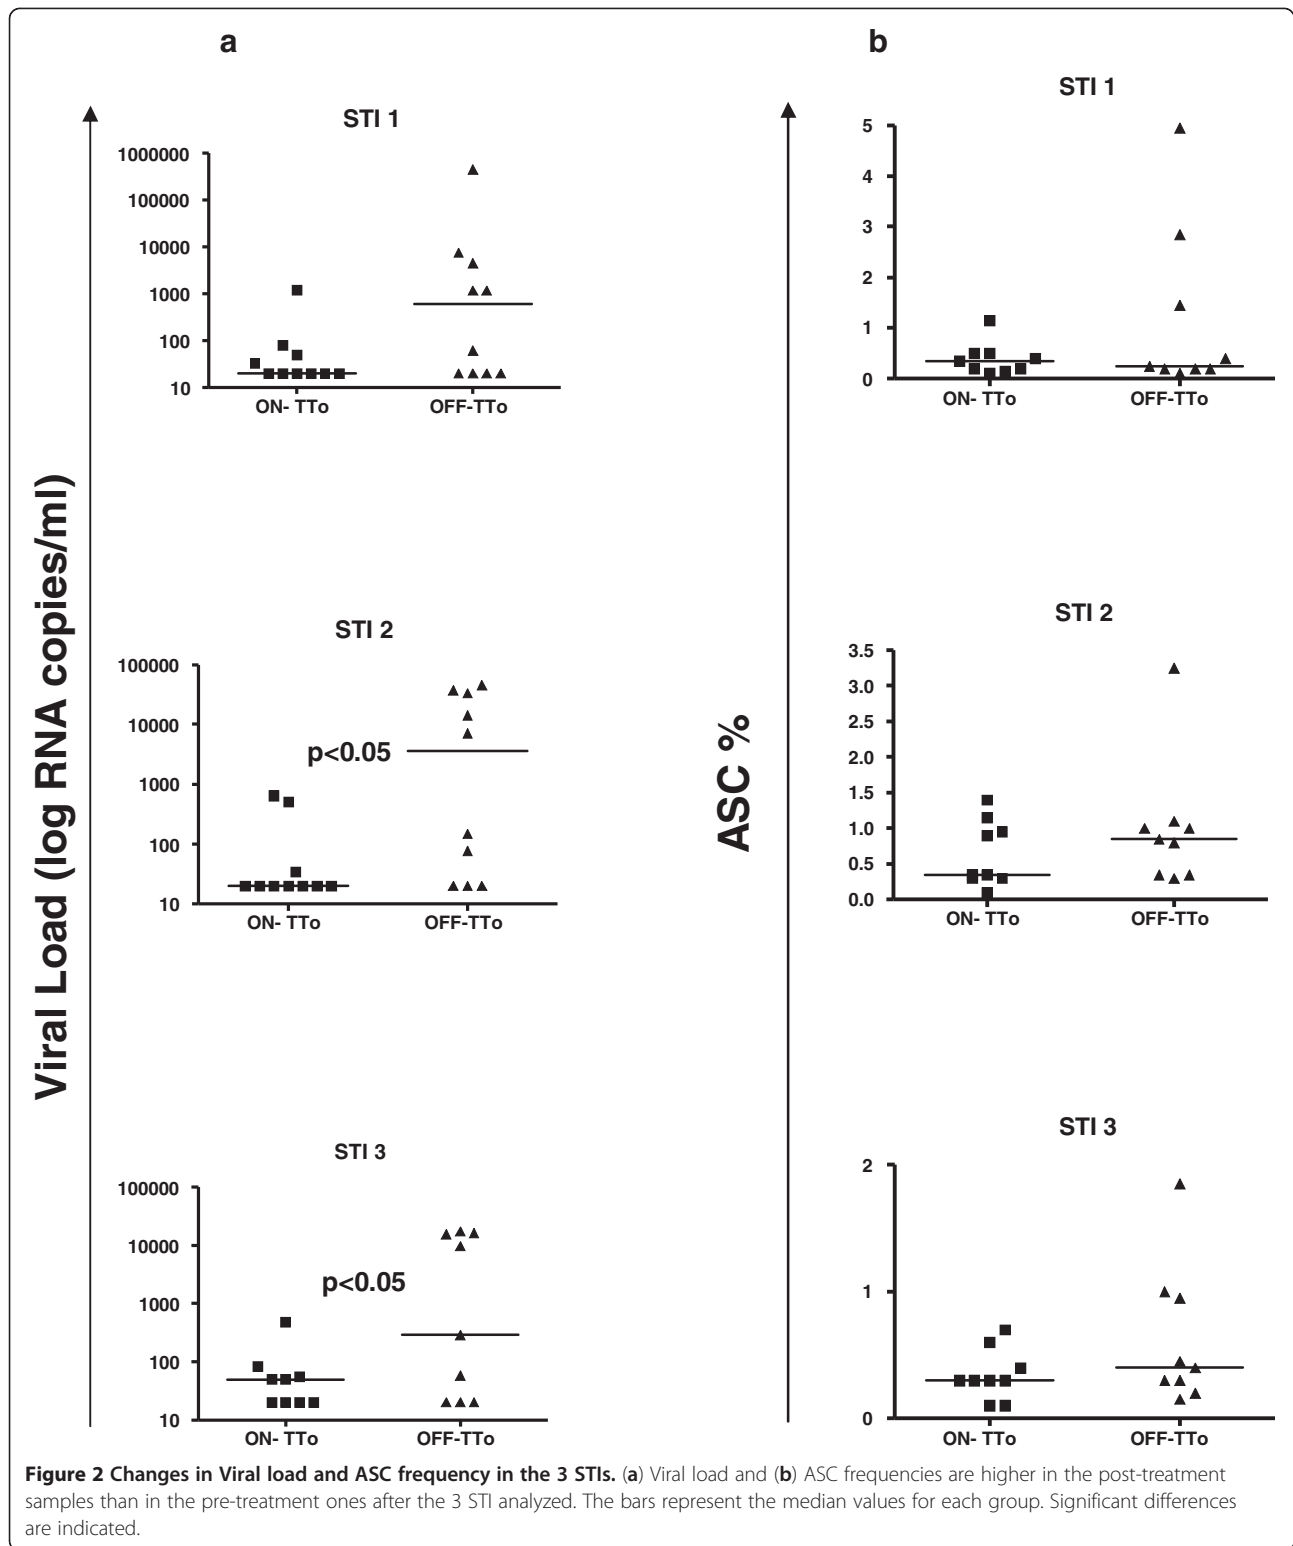 a
b
Viral Load (log RNA copies/ml)
STI 1
1000000
100000
10000
1000
100
10
ON- TTo OFF-TTo
STI 2
100000
10000
1000
100
10
p<0.05
ON- TTo OFF-TTo
STI 3
100000
10000
1000
100
10
p<0.05
ON- TTo OFF-TTo
ASC %
STI 1
5
4
3
2
1
0
ON- TTo OFF-TTo
STI 2
3.5
3.0
2.5
2.0
1.5
1.0
0.5
0.0
ON- TTo OFF-TTo
STI 3
2
1
0
ON- TTo OFF-TTo
Figure 2 Changes in Viral load and ASC frequency in the 3 STIs. (a) Viral load and (b) ASC frequencies are higher in the post-treatment
samples than in the pre-treatment ones after the 3 STI analyzed. The bars represent the median values for each group. Significant differences
are indicated.